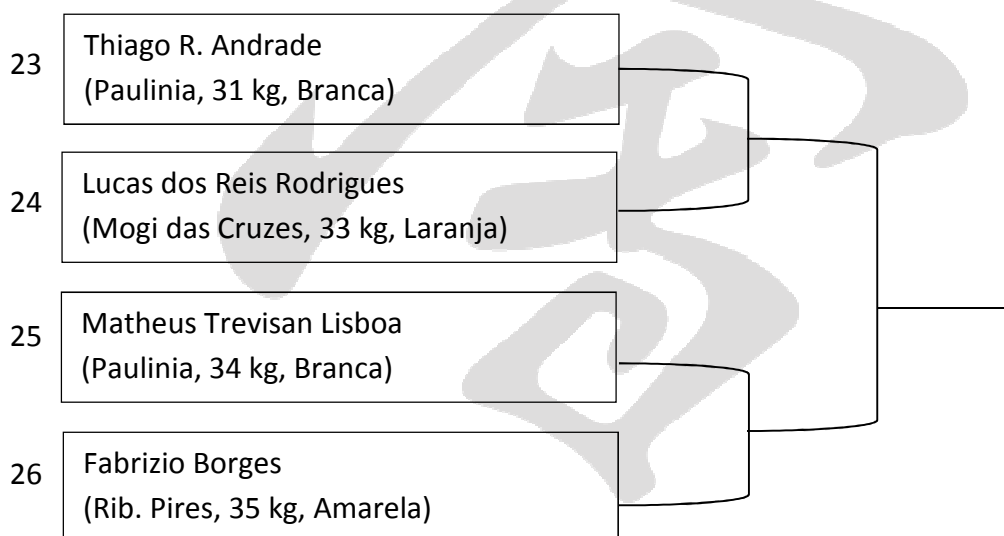 23
Thiago R. Andrade
(Paulinia, 31 kg, Branca)
24
Lucas dos Reis Rodrigues
(Mogi das Cruzes, 33 kg, Laranja)
25
Matheus Trevisan Lisboa
(Paulinia, 34 kg, Branca)
26
Fabrizio Borges
(Rib. Pires, 35 kg, Amarela)